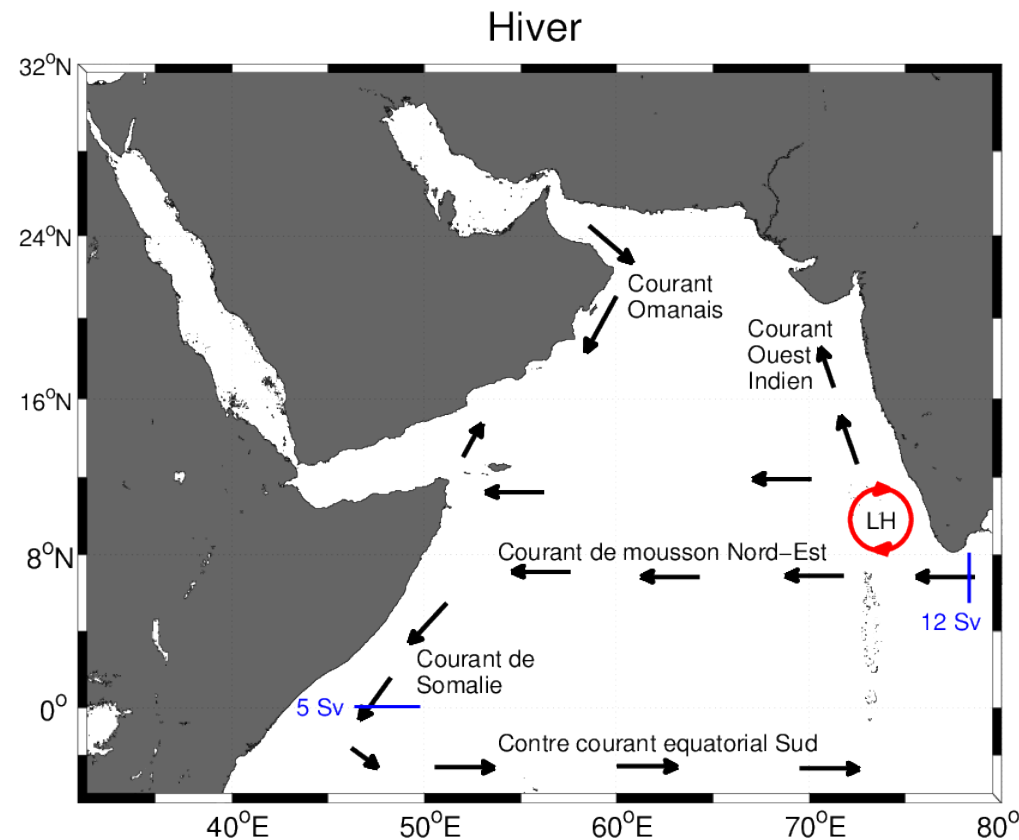 Hiver
32°N
24°N
16°N
8°N
0°
40°E
50°E
60°E
70°E
80°
Courant
Omanais
Courant
Ouest
Indien
LH
Courant de mousson Nord−Est
12 Sv
Courant de
Somalie
5 Sv
Contre courant equatorial Sud